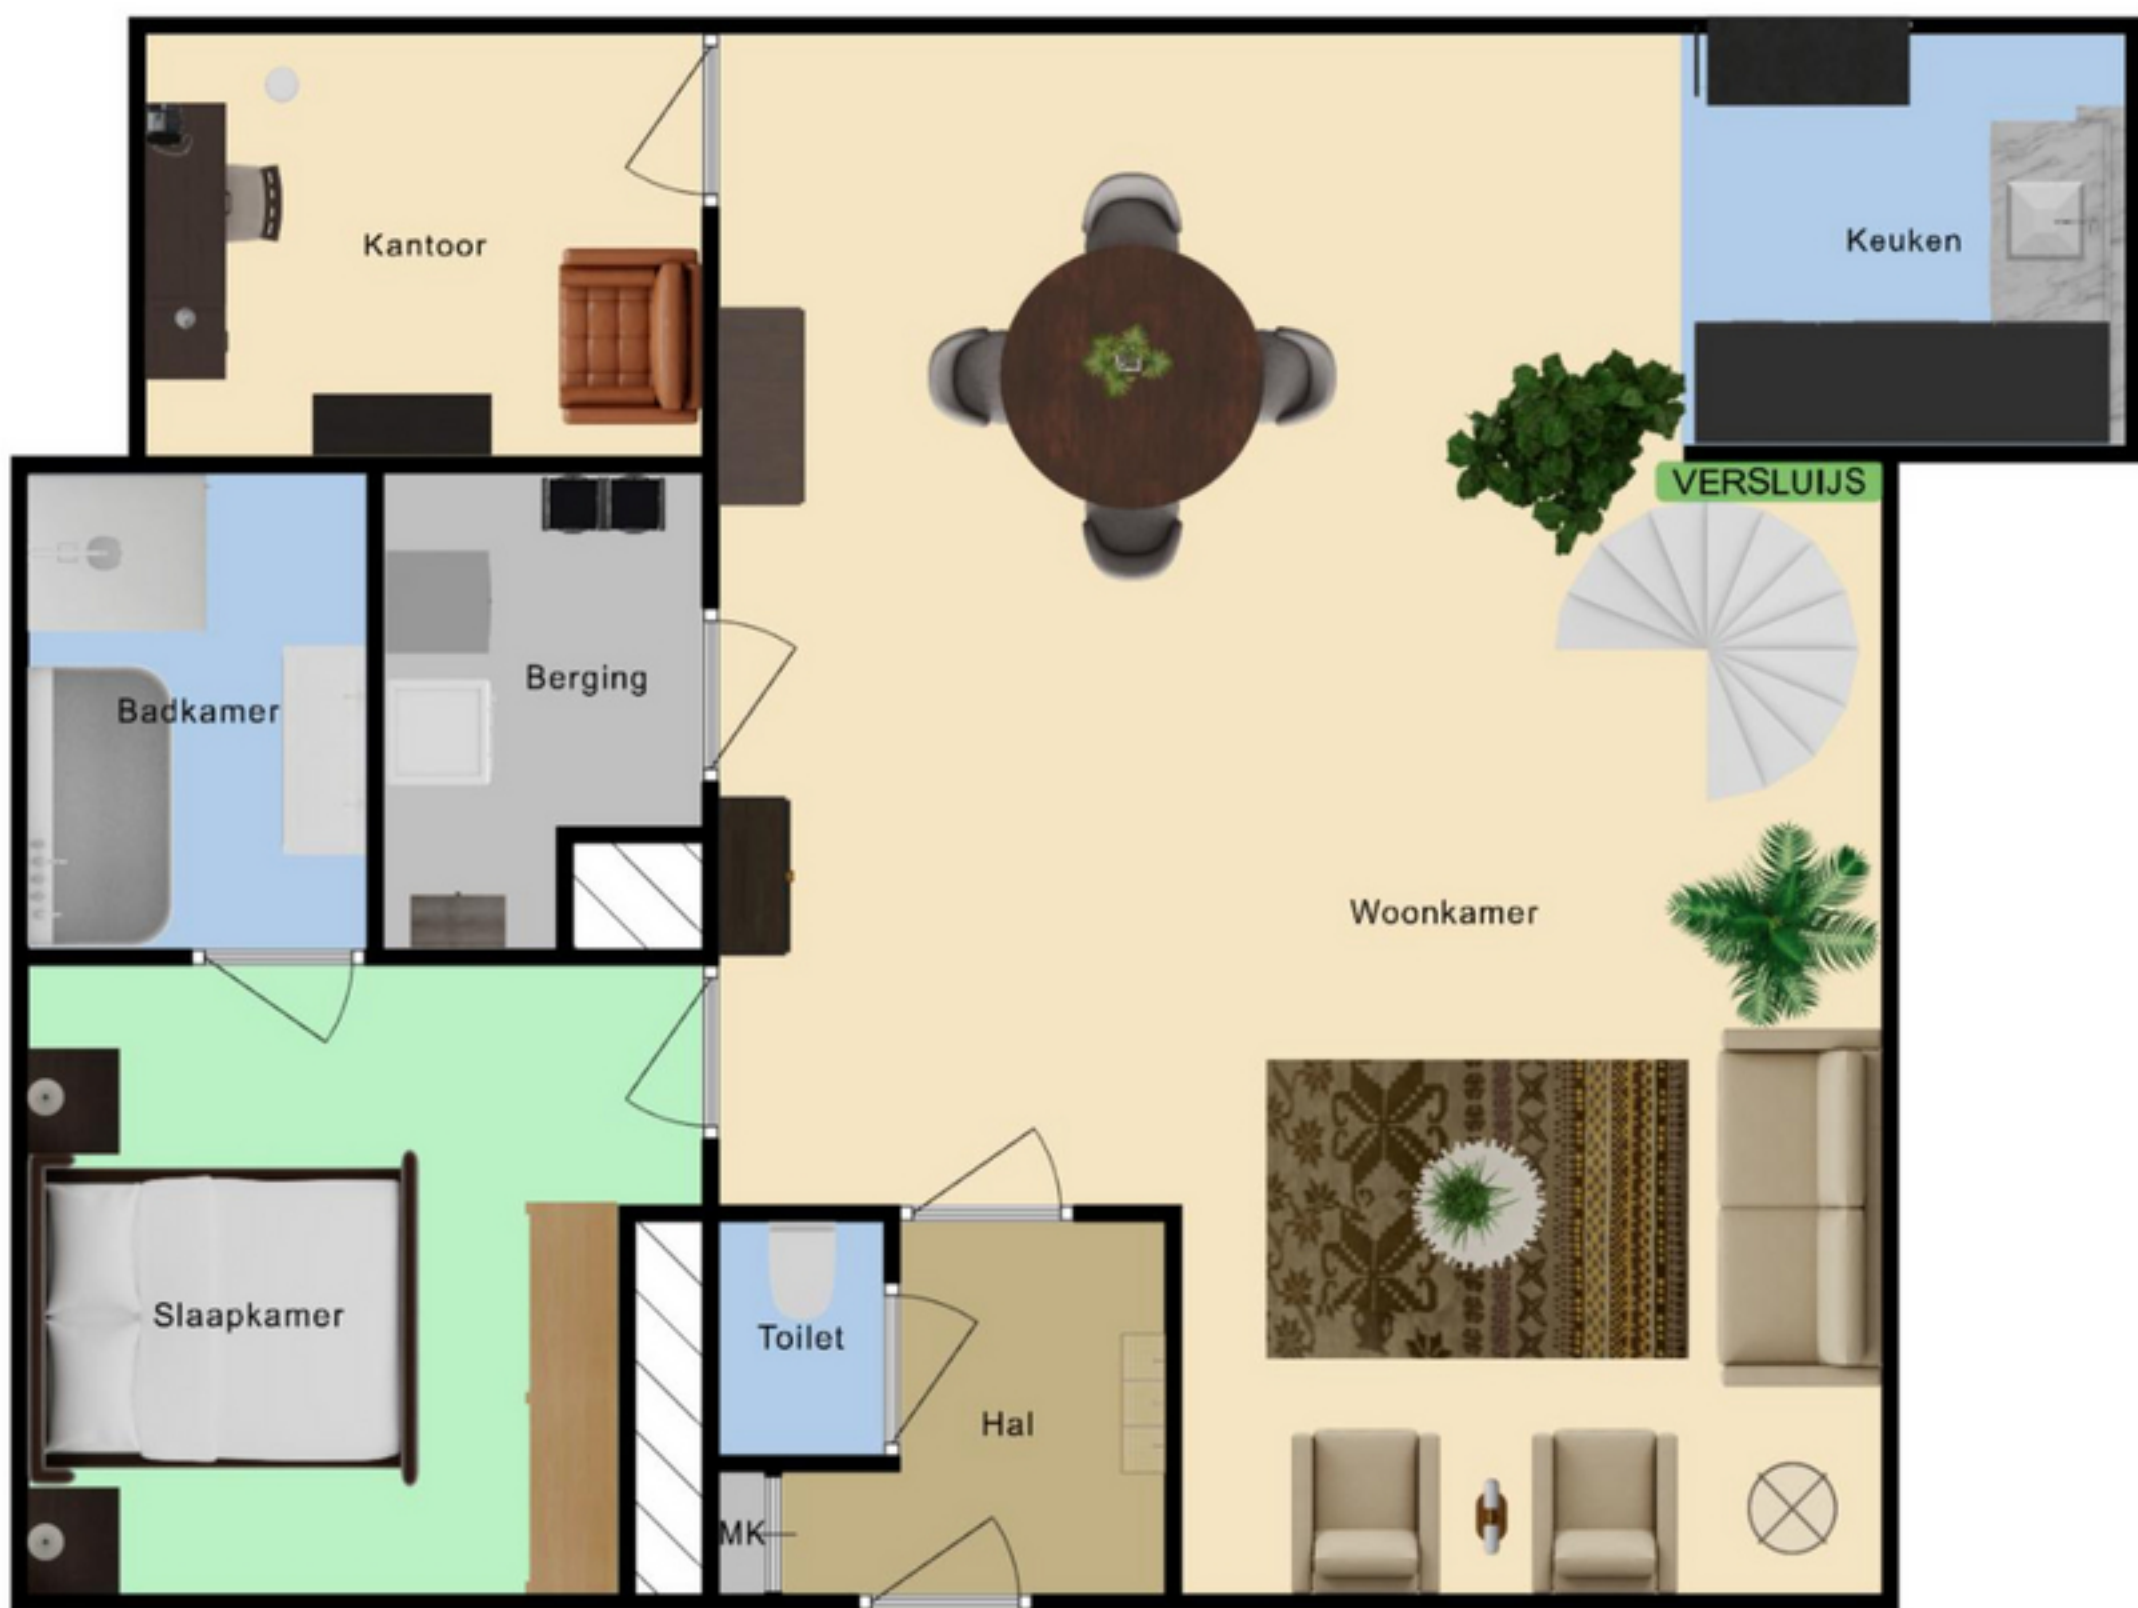 Kantoor
Keuken
VERSLUIJS
Berging
Badkamer
Woonkamer
Slaapkamer
Toilet
Hal
MK